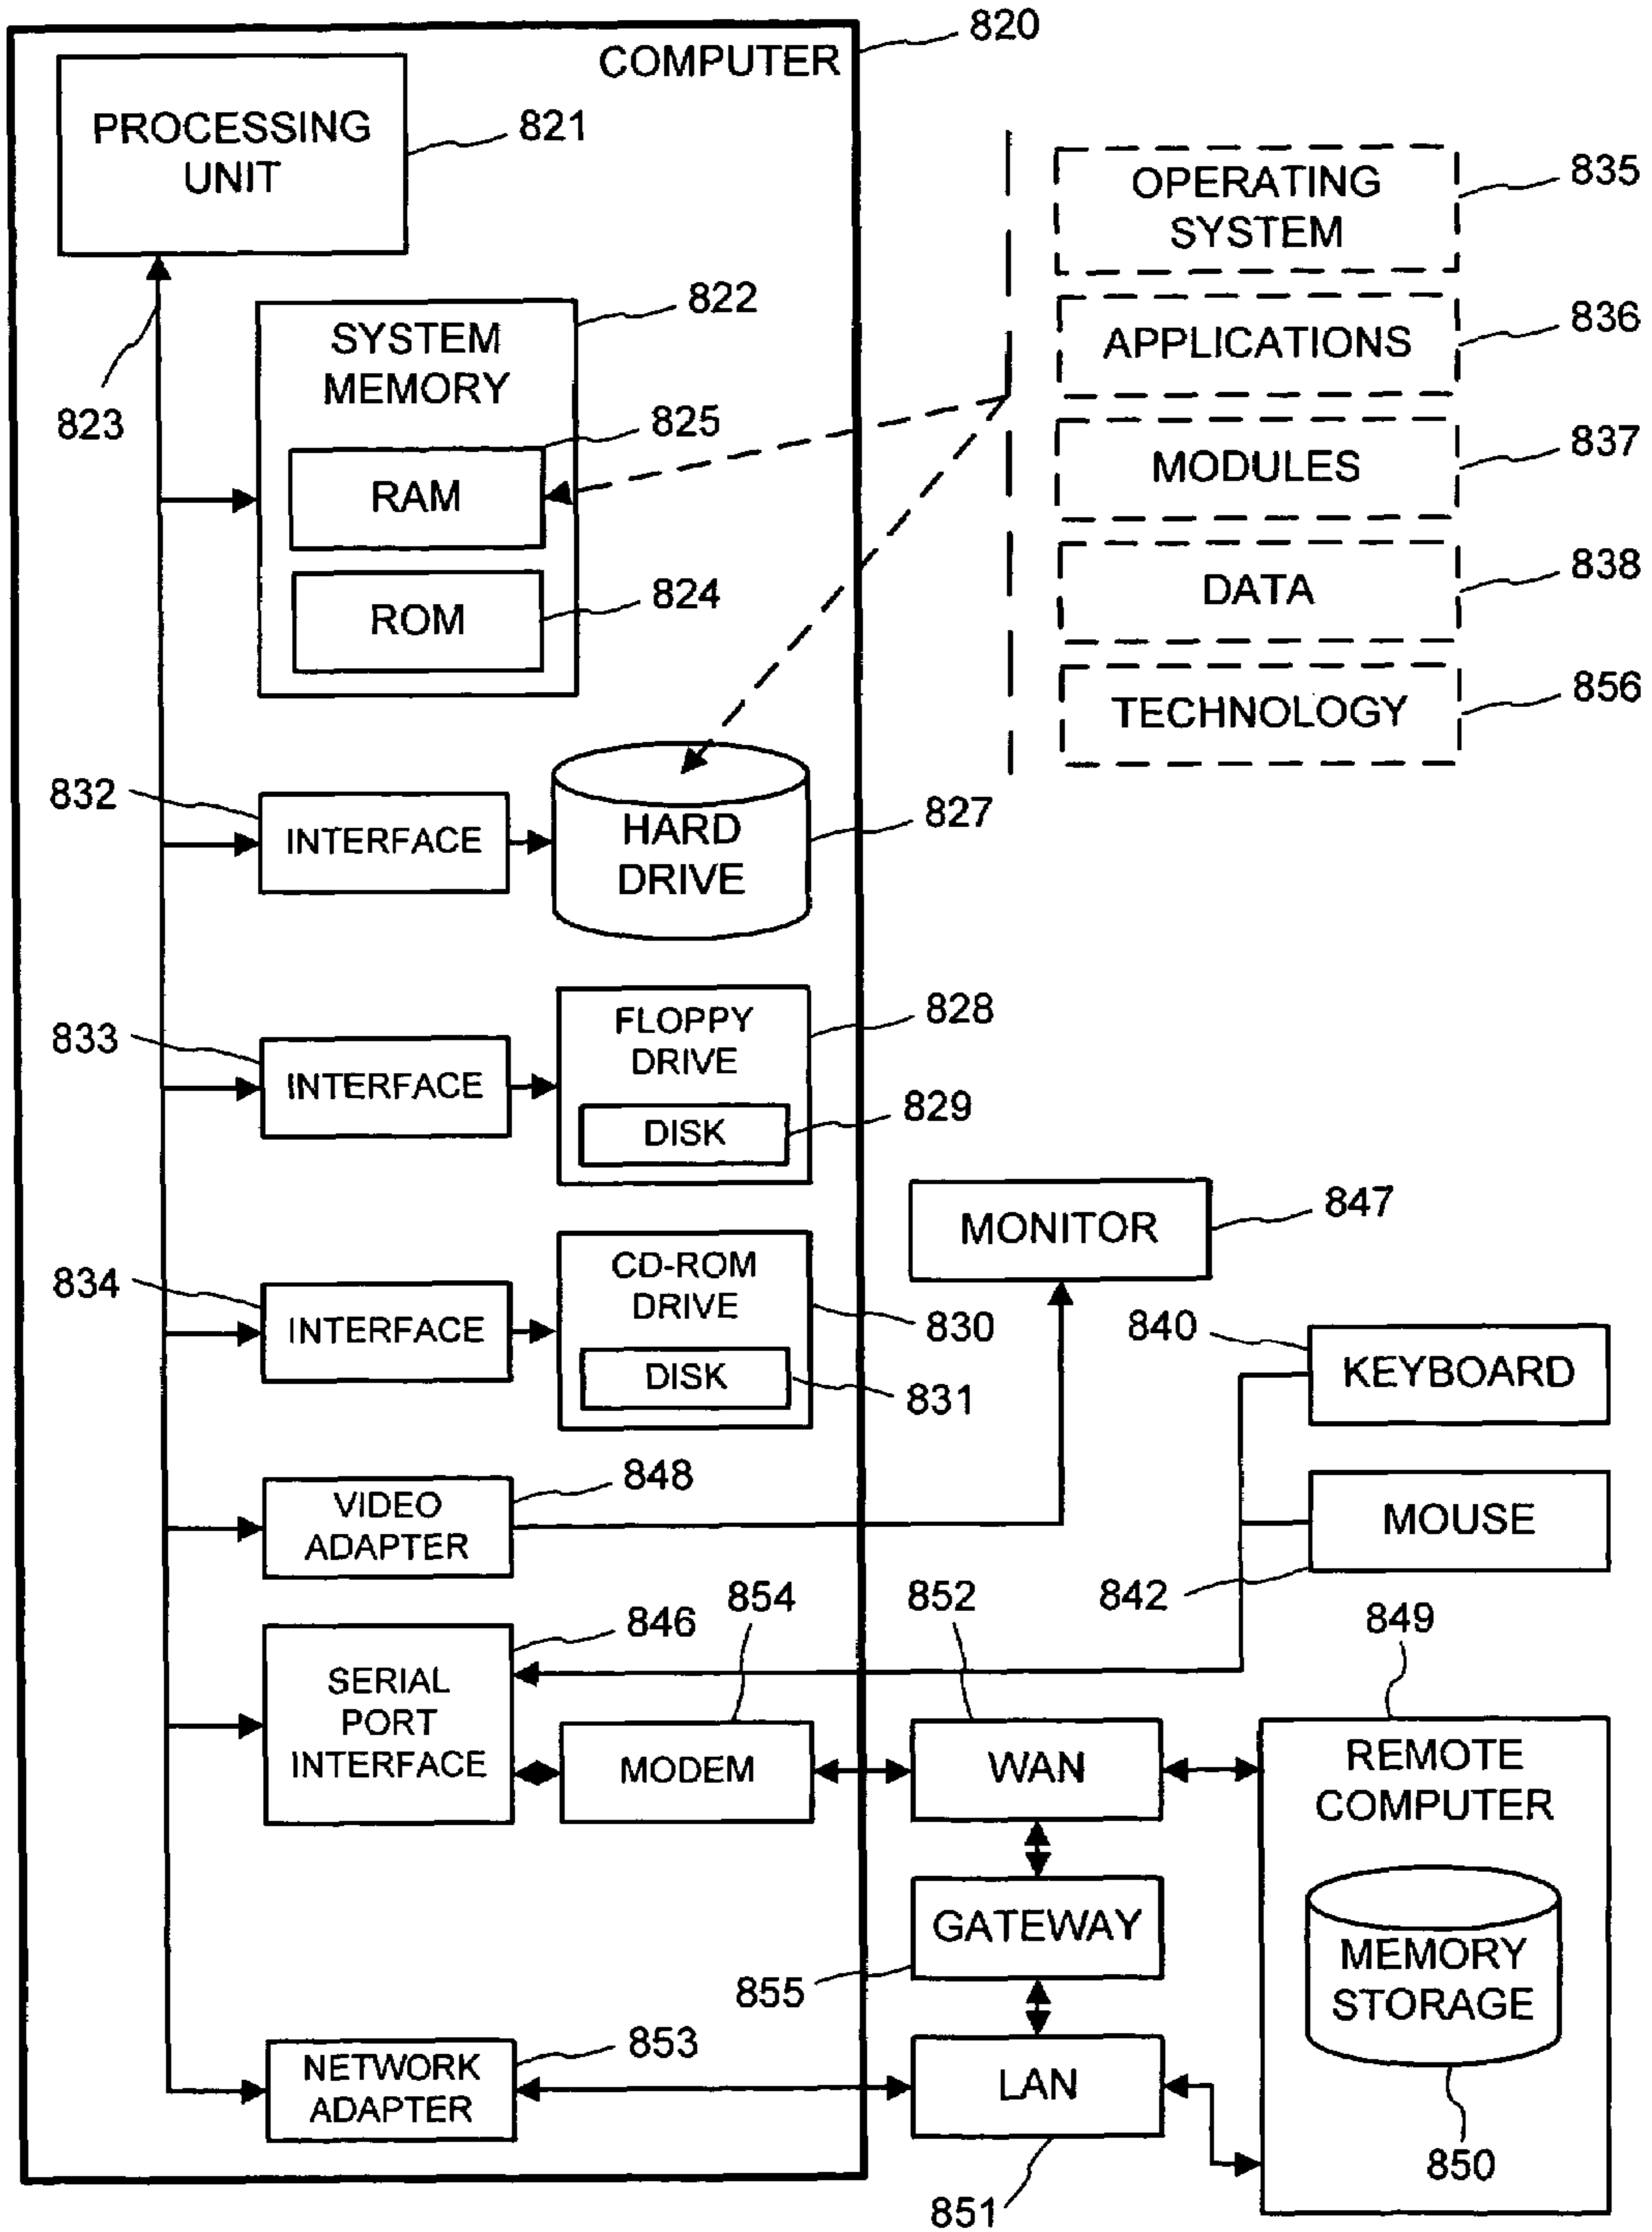 820
COMPUTER
PROCESSING
UNIT
821
823
SYSTEM
MEMORY
822
RAM
825
ROM
824
OPERATING
SYSTEM
835
APPLICATIONS
836
MODULES
837
DATA
838
TECHNOLOGY
856
832
INTERFACE
HARD
DRIVE
827
833
INTERFACE
FLOPPY
DRIVE
828
DISK
829
834
INTERFACE
CD-ROM
DRIVE
830
DISK
831
MONITOR
847
840
KEYBOARD
MOUSE
842
VIDEO
ADAPTER
848
SERIAL
PORT
INTERFACE
846
854
MODEM
852
WAN
849
REMOTE
COMPUTER
GATEWAY
855
MEMORY
STORAGE
850
NETWORK
ADAPTER
853
LAN
851